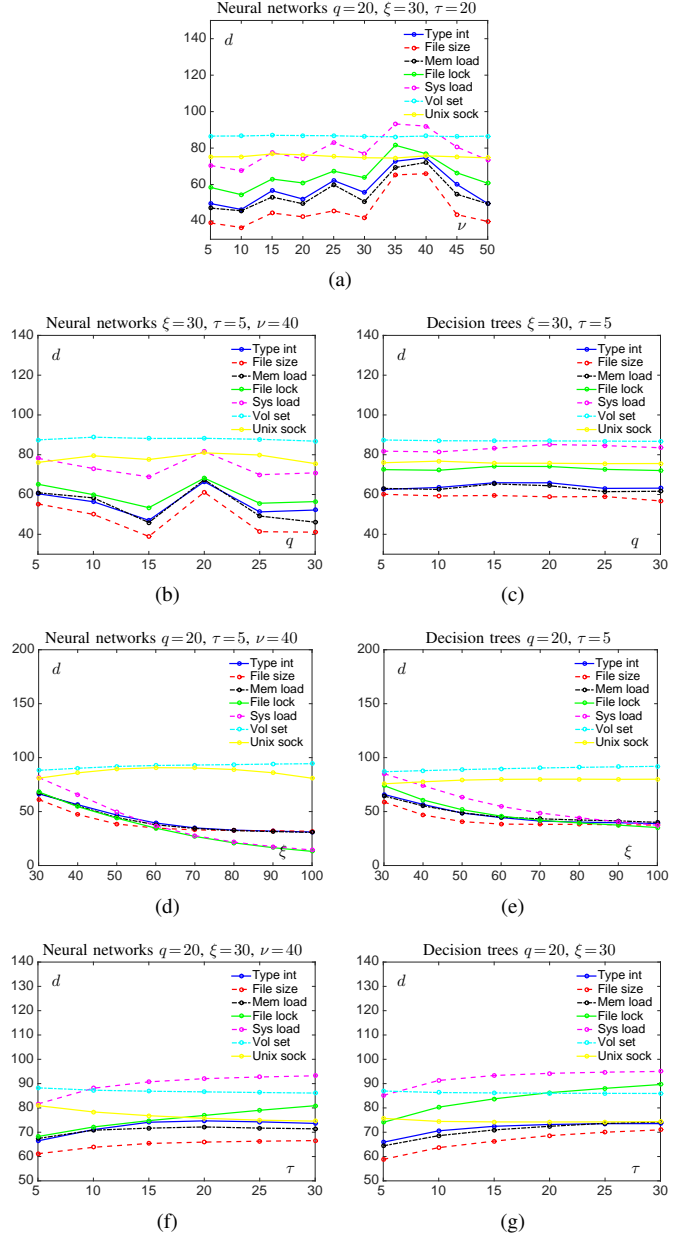 Neural networks q=20, ξ=30, τ=20
d
140
120
100
80
60
40
Type int
File size
Mem load
File lock
Sys load
Vol set
Unix sock
ν
5 10 15 20 25 30 35 40 45 50
(a)
Neural networks ξ=30, τ=5, ν=40
d
140
120
100
80
60
40
Type int
File size
Mem load
File lock
Sys load
Vol set
Unix sock
q
5 10 15 20 25 30
(b)
Decision trees ξ=30, τ=5
d
140
120
100
80
60
40
Type int
File size
Mem load
File lock
Sys load
Vol set
Unix sock
q
5 10 15 20 25 30
(c)
Neural networks q=20, τ=5, ν=40
d
200
150
100
50
0
Type int
File size
Mem load
File lock
Sys load
Vol set
Unix sock
ξ
30 40 50 60 70 80 90 100
(d)
Decision trees q=20, τ=5
d
200
150
100
50
0
Type int
File size
Mem load
File lock
Sys load
Vol set
Unix sock
ξ
30 40 50 60 70 80 90 100
(e)
Neural networks q=20, ξ=30, ν=40
d
140
130
120
110
100
90
80
70
60
50
Type int
File size
Mem load
File lock
Sys load
Vol set
Unix sock
τ
5 10 15 20 25 30
(f)
Decision trees q=20, ξ=30
d
140
130
120
110
100
90
80
70
60
50
Type int
File size
Mem load
File lock
Sys load
Vol set
Unix sock
τ
5 10 15 20 25 30
(g)